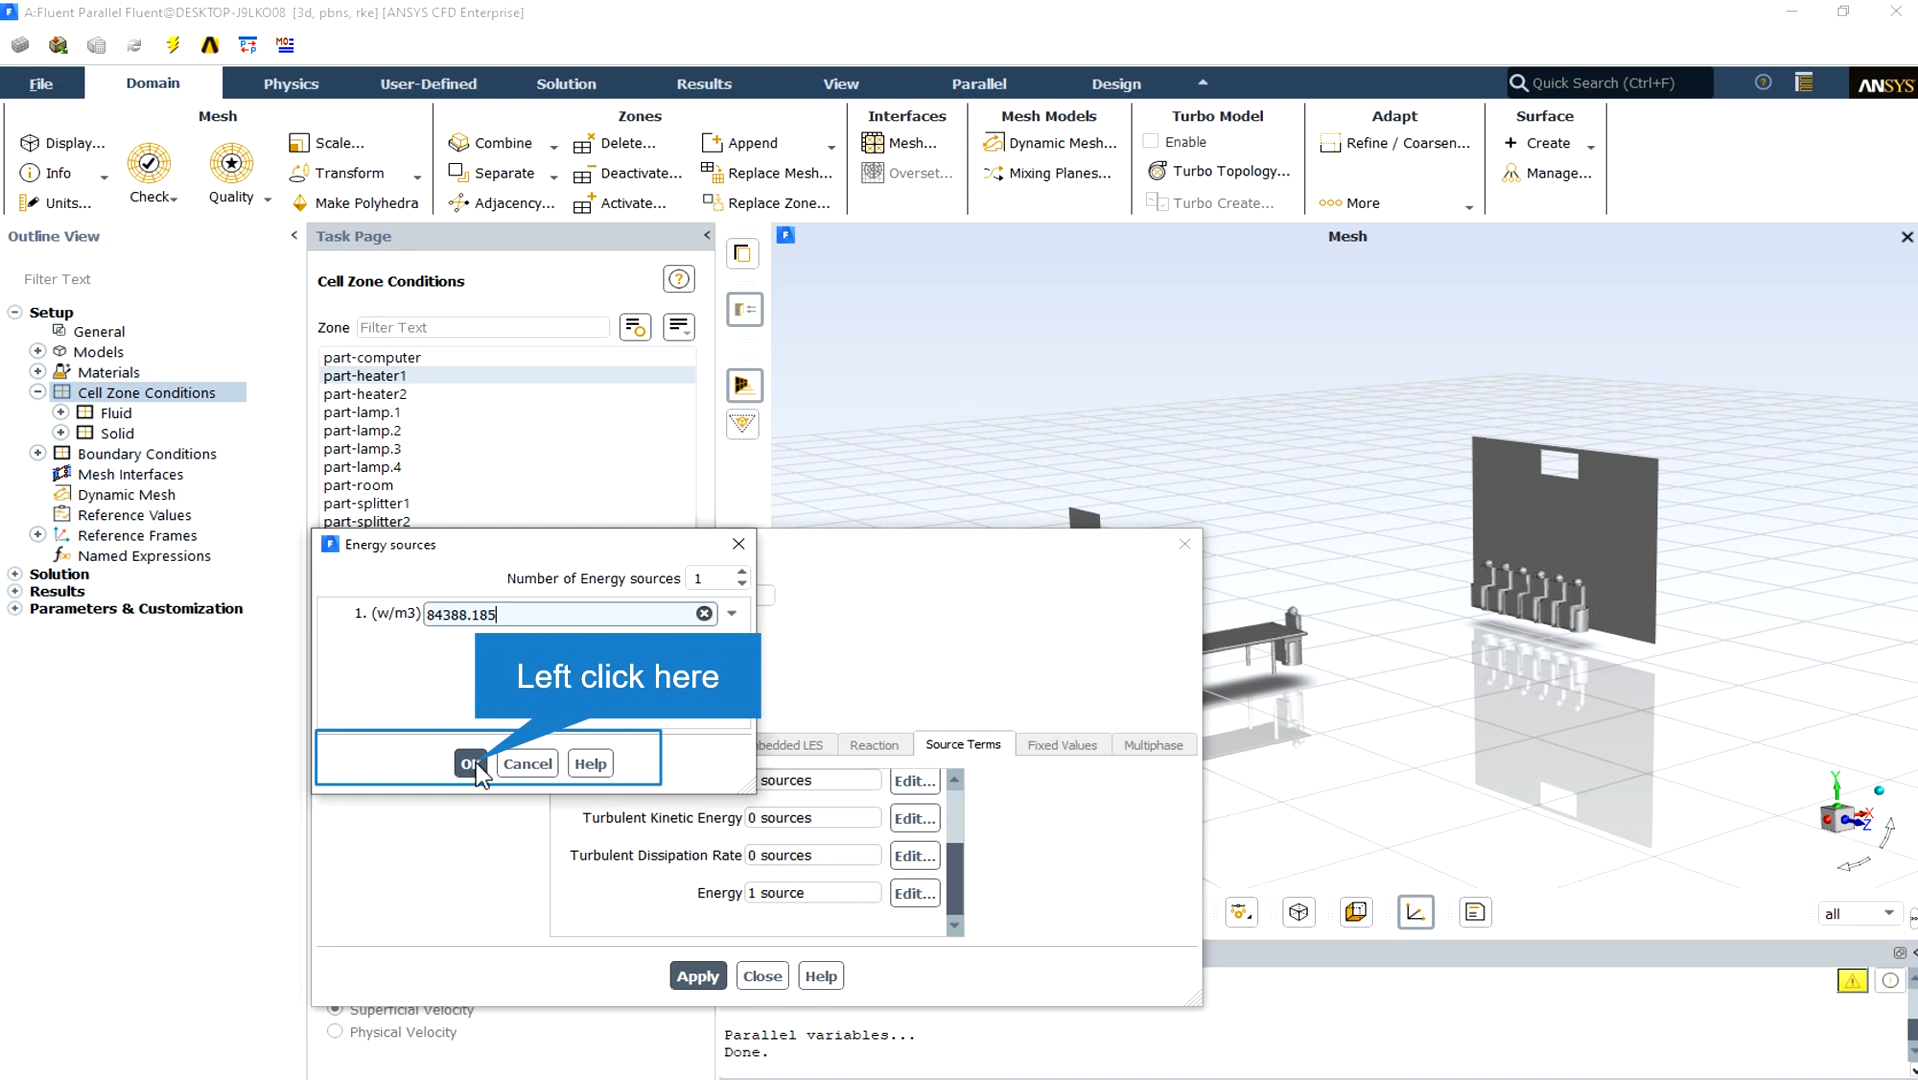 A:Fluent Parallel Fluent@DESKTOP-J9LKO08 [3d, pbns, rke] [ANSYS CFD Enterprise]
File
Domain
Physics
User-Defined
Solution
Results
View
Parallel
Design
Quick Search (Ctrl+F)
ANSYS
Mesh
Display...
Info
Units...
Check
Quality
Scale...
Transform
Make Polyhedra
Zones
Combine
Separate
Adjacency...
Delete...
Deactivate...
Activate...
Append
Replace Mesh...
Replace Zone...
Interfaces
Mesh...
Overset...
Mesh Models
Dynamic Mesh...
Mixing Planes...
Turbo Model
Enable
Turbo Topology...
Turbo Create...
Adapt
Refine / Coarsen...
More
Surface
Create
Manage...
Outline View
Filter Text
Setup
General
Models
Materials
Cell Zone Conditions
Fluid
Solid
Boundary Conditions
Mesh Interfaces
Dynamic Mesh
Reference Values
Reference Frames
Named Expressions
Solution
Results
Parameters & Customization
Task Page
Cell Zone Conditions
Zone Filter Text
part-computer
part-heater1
part-heater2
part-lamp.1
part-lamp.2
part-lamp.3
part-lamp.4
part-room
part-splitter1
part-splitter2
Mesh
Energy sources
Number of Energy sources 1
1. (w/m3) 84388.185
Left click here
Cancel
Help
Reaction
Source Terms
Fixed Values
Multiphase
sources Edit...
Turbulent Kinetic Energy 0 sources Edit...
Turbulent Dissipation Rate 0 sources Edit...
Energy 1 source Edit...
Apply
Close
Help
Superficial Velocity
Physical Velocity
Y
X
Z
all
Parallel variables...
Done.